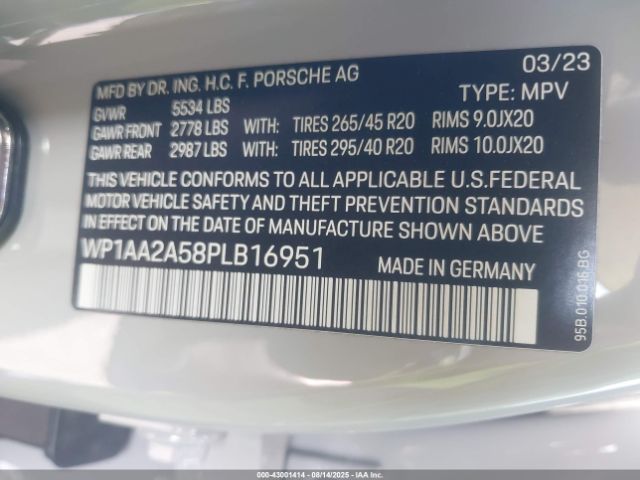 MFD BY DR. ING. H.C. F. PORSCHE AG 03/23
GVWR 5534 LBS TYPE: MPV
GAWR FRONT 2778 LBS WITH: TIRES 265/45 R20 RIMS 9.0JX20
GAWR REAR 2987 LBS WITH: TIRES 295/40 R20 RIMS 10.0JX20
THIS VEHICLE CONFORMS TO ALL APPLICABLE U.S.FEDERAL
MOTOR VEHICLE SAFETY AND THEFT PREVENTION STANDARDS
IN EFFECT ON THE DATE OF MANUFACTURE SHOWN ABOVE.
WP1AA2A58PLB16951 MADE IN GERMANY
95B.010.036.BG
000-43001414 - 08/14/2025 - IAAI.COM